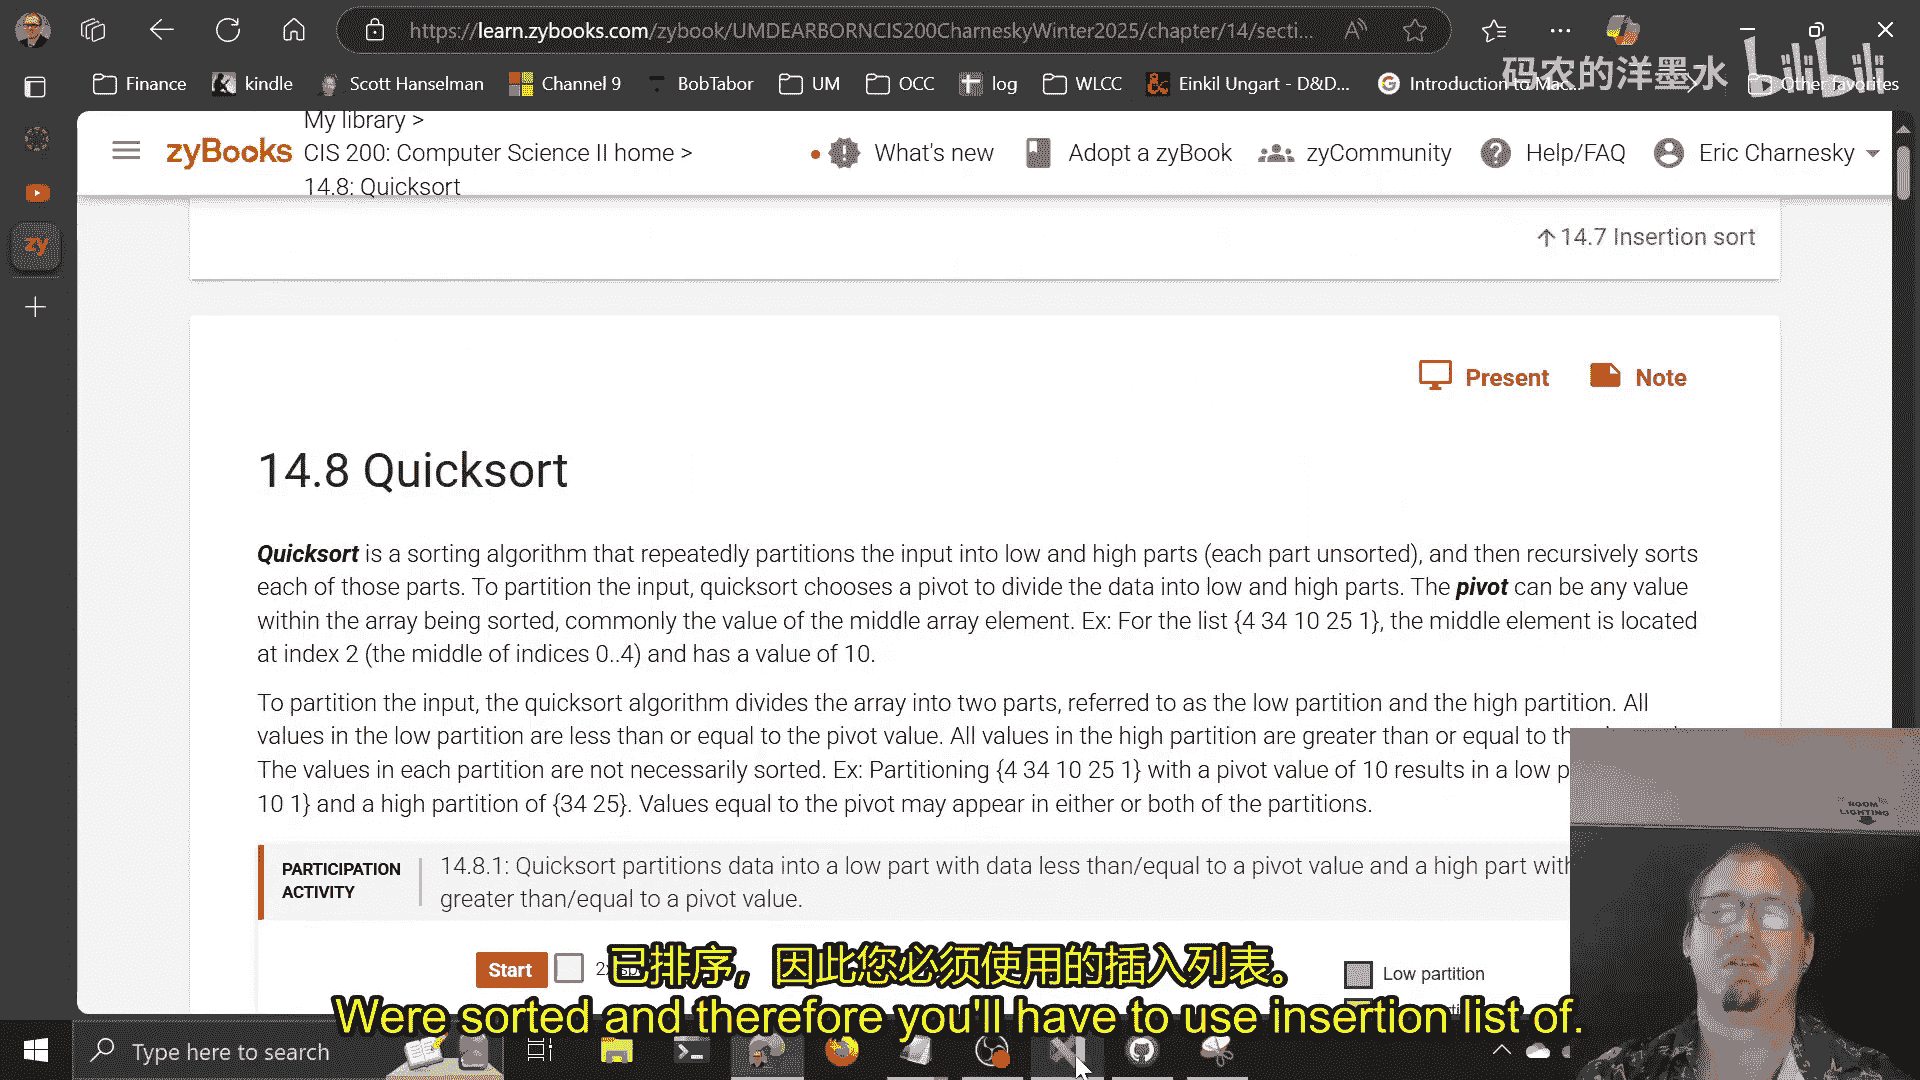 https://learn.zybooks.com/zybook/UMDEARBORNCIS200CharneskyWinter2025/chapter/14/secti...
码农的洋墨水 bilibili
Finance kindle Scott Hanselman Channel 9 BobTabor UM OCC log WLCC Einkil Ungart - D&D... Introduction to Mac... Other favorites
My library >
zyBooks CIS 200: Computer Science II home > What's new Adopt a zyBook zyCommunity Help/FAQ Eric Charnesky
14.8: Quicksort
zy
14.7 Insertion sort
Present Note
14.8 Quicksort
Quicksort is a sorting algorithm that repeatedly partitions the input into low and high parts (each part unsorted), and then recursively sorts
each of those parts. To partition the input, quicksort chooses a pivot to divide the data into low and high parts. The pivot can be any value
within the array being sorted, commonly the value of the middle array element. Ex: For the list {4 34 10 25 1}, the middle element is located
at index 2 (the middle of indices 0..4) and has a value of 10.
To partition the input, the quicksort algorithm divides the array into two parts, referred to as the low partition and the high partition. All
values in the low partition are less than or equal to the pivot value. All values in the high partition are greater than or equal to
The values in each partition are not necessarily sorted. Ex: Partitioning {4 34 10 25 1} with a pivot value of 10 results in a low
10 1} and a high partition of {34 25}. Values equal to the pivot may appear in either or both of the partitions.
PARTICIPATION
ACTIVITY
14.8.1: Quicksort partitions data into a low part with data less than/equal to a pivot value and a high part
greater than/equal to a pivot value.
ROOM
LIGHTING
Start
Low partition
已排序，因此您必须使用的插入列表。
Were sorted and therefore you'll have to use insertion list of.
Type here to search